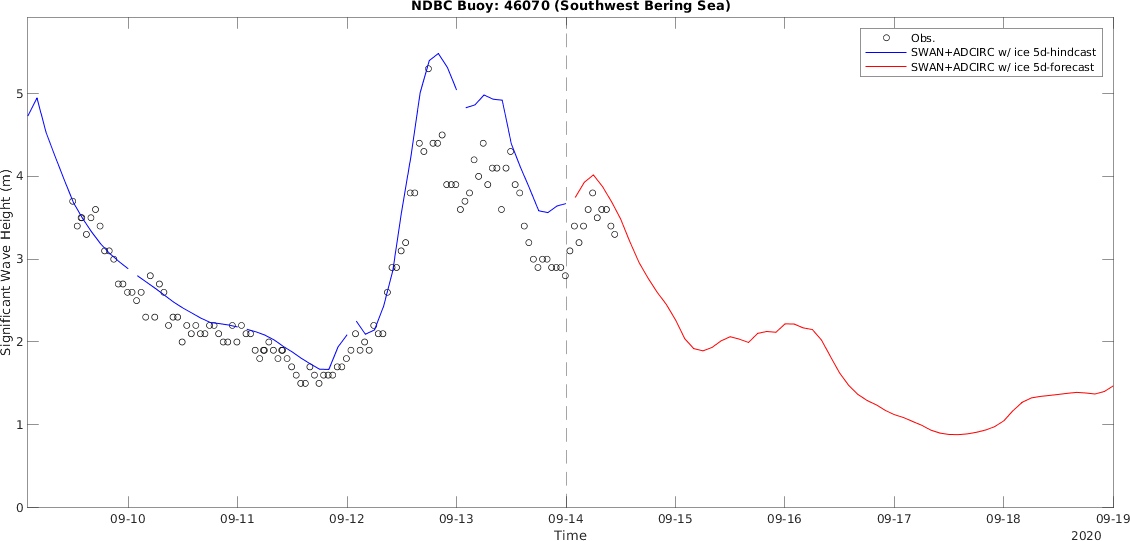 NDBC Buoy: 46070 (Southwest Bering Sea)
Obs.
SWAN+ADCIRC w/ ice 5d-hindcast
SWAN+ADCIRC w/ ice 5d-forecast
Significant Wave Height (m)
5
4
3
2
1
0
09-10 09-11 09-12 09-13 09-14 09-15 09-16 09-17 09-18 09-19
Time
2020